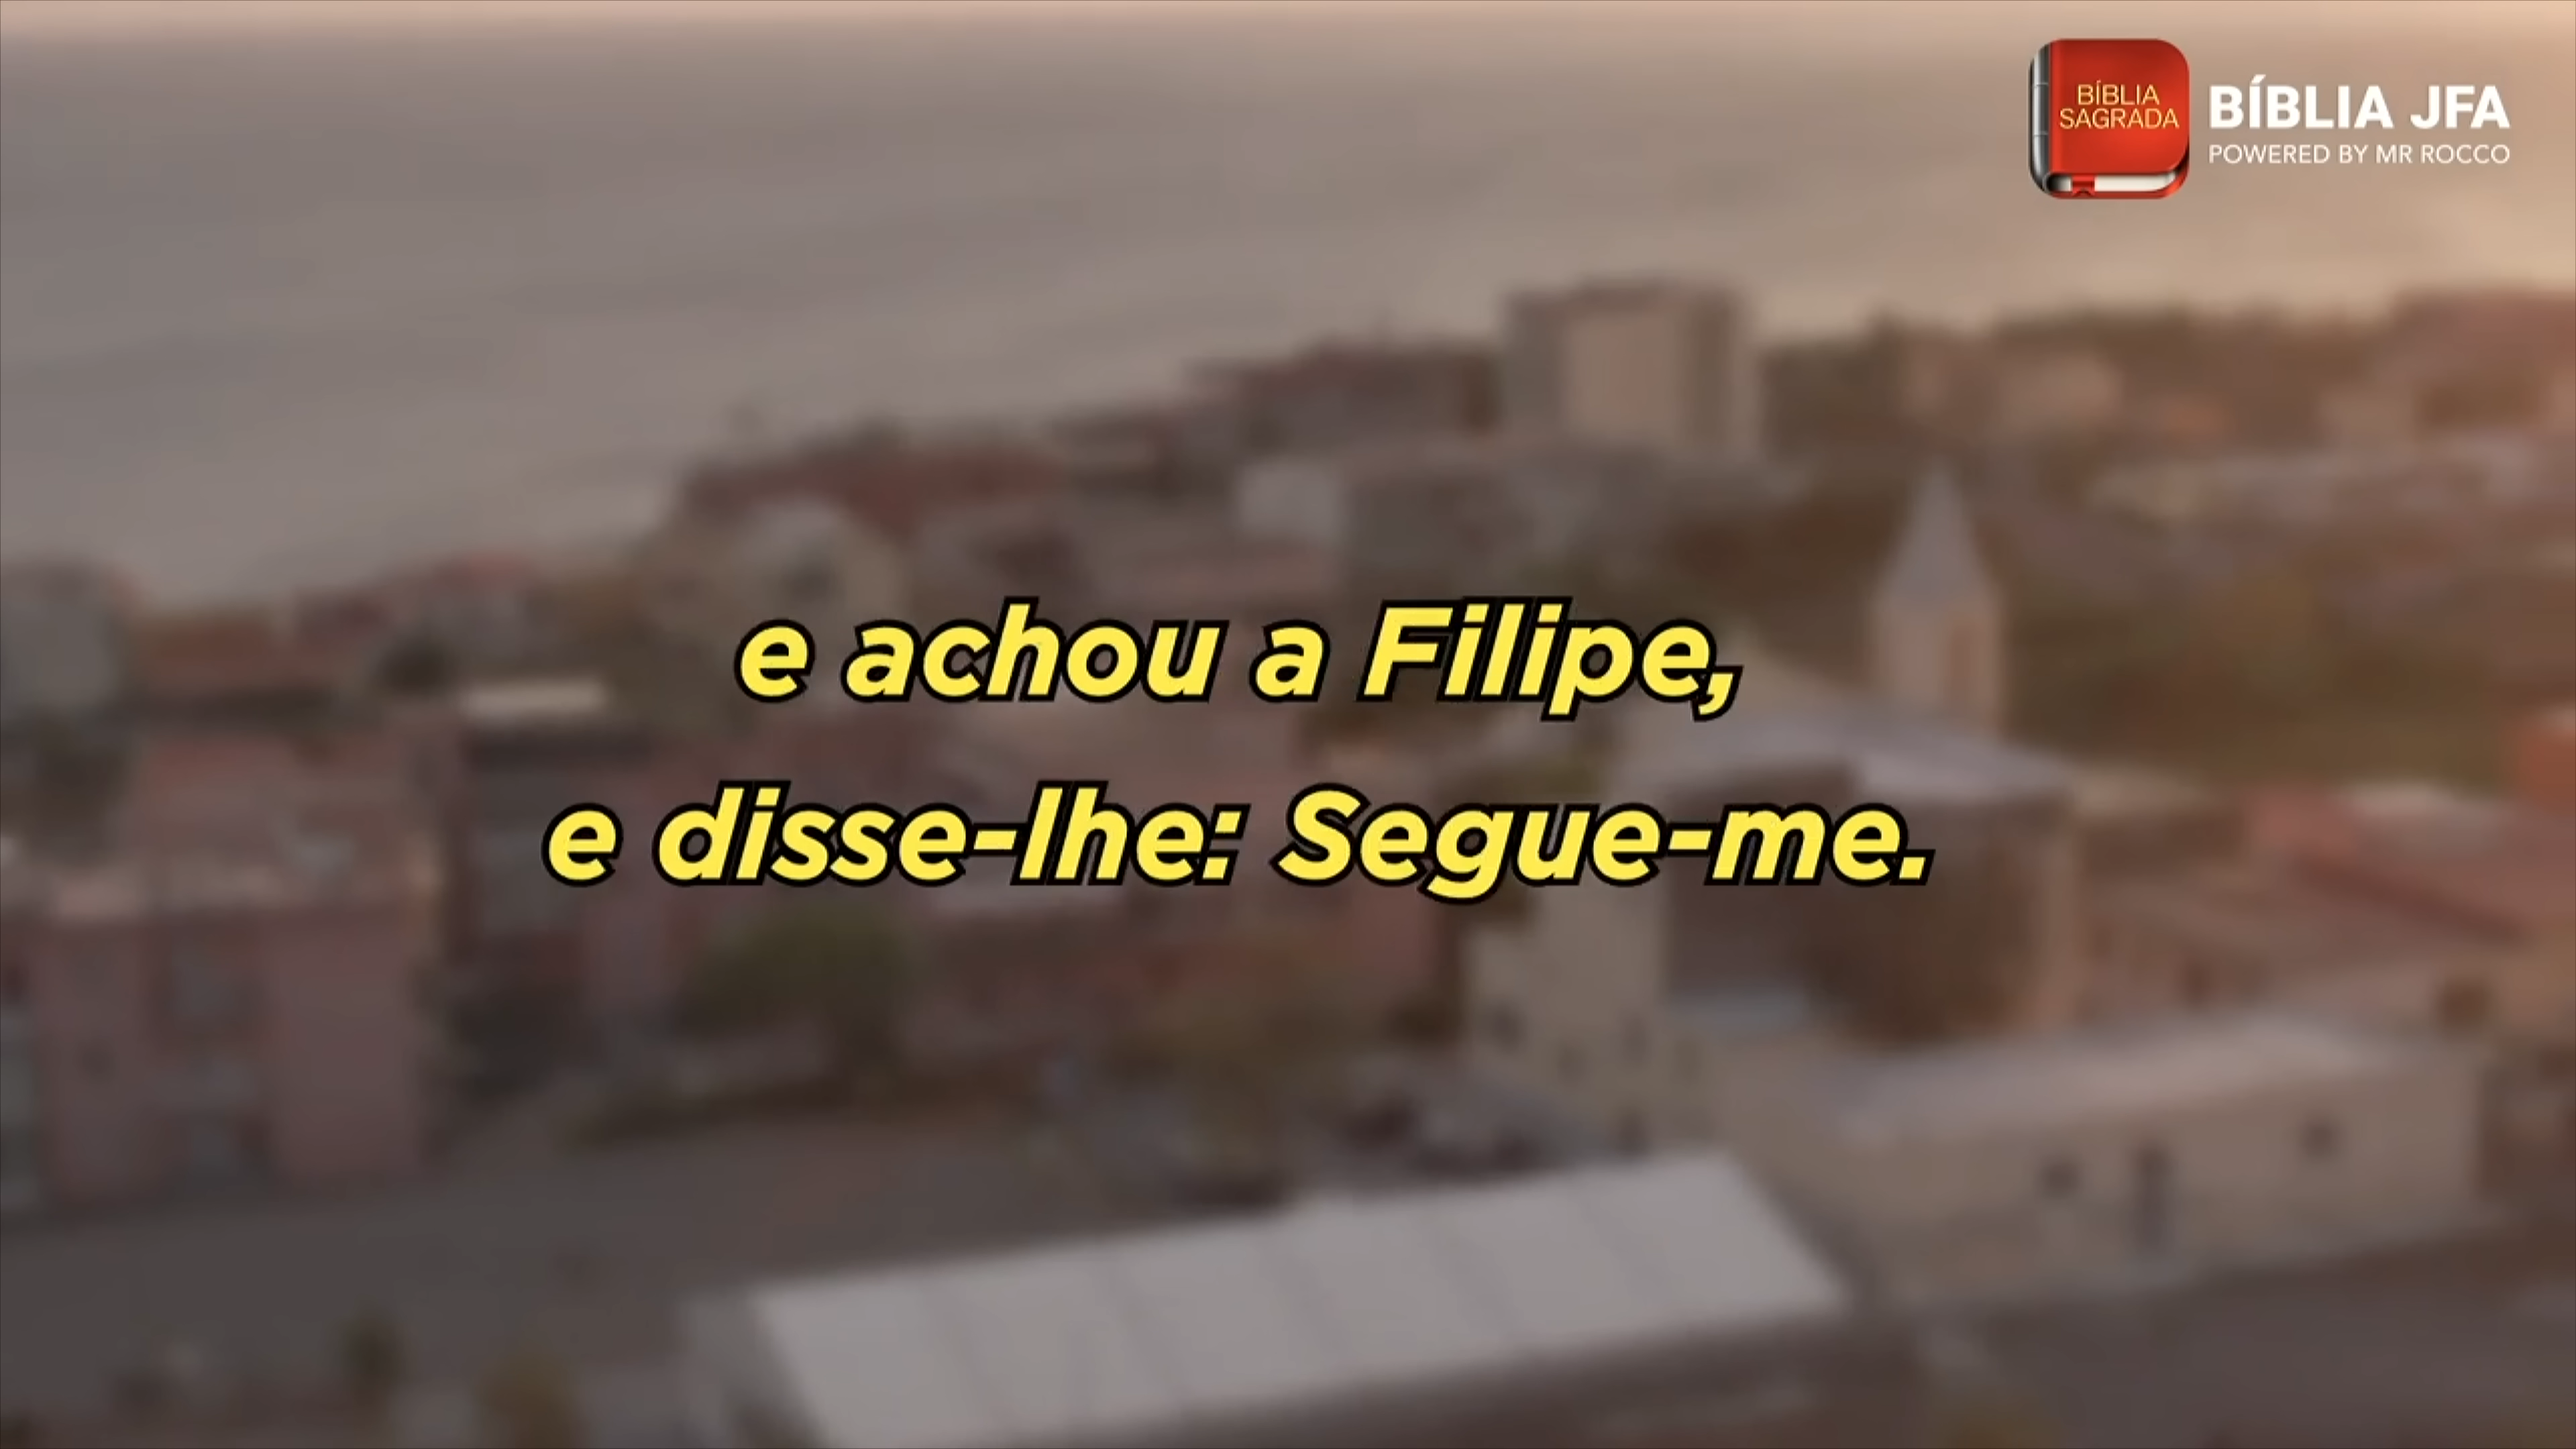 BÍBLIA
SAGRADA
BÍBLIA JFA
POWERED BY MR ROCCO
e achou a Filipe,
e disse-lhe: Segue-me.